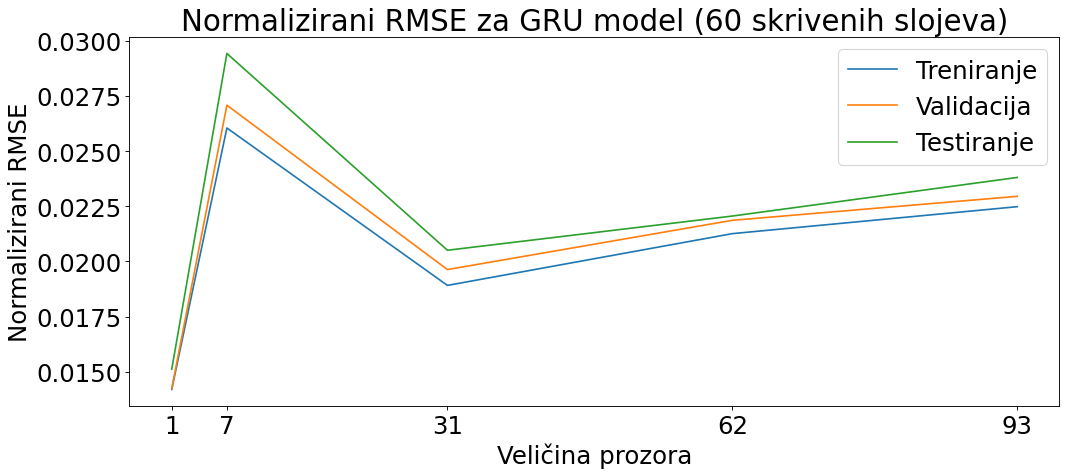 Normalizirani RMSE za GRU model (60 skrivenih slojeva)
Normalizirani RMSE
0.0300
0.0275
0.0250
0.0225
0.0200
0.0175
0.0150
Treniranje
Validacija
Testiranje
1 7 31 62 93
Veličina prozora